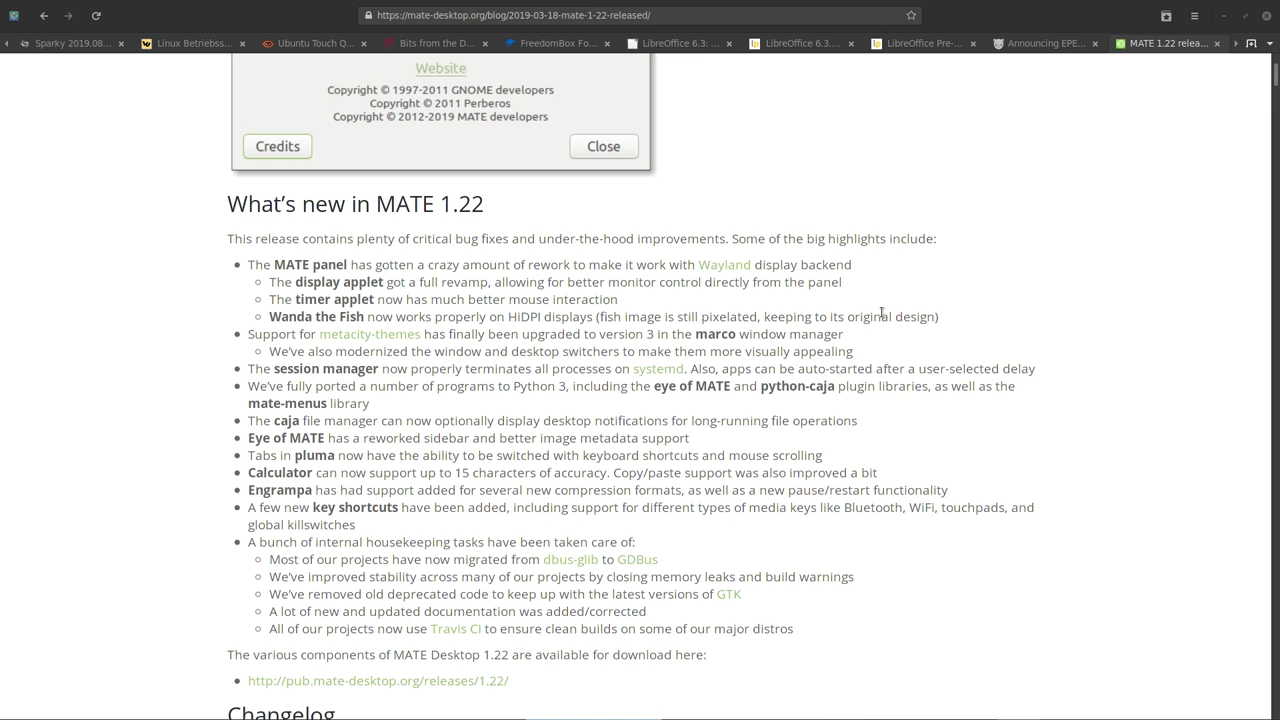 https://mate-desktop.org/blog/2019-03-18-mate-1-22-released/
Sparky 2019.08...
Linux Betriebss...
Ubuntu Touch Q...
Bits from the D...
FreedomBox Fo...
LibreOffice 6.3: ...
LibreOffice 6.3....
LibreOffice Pre-...
Announcing EPE...
MATE 1.22 relea...
Website
Copyright © 1997-2011 GNOME developers
Copyright © 2011 Perberos
Copyright © 2012-2019 MATE developers
Credits
Close
What's new in MATE 1.22
This release contains plenty of critical bug fixes and under-the-hood improvements. Some of the big highlights include:
The MATE panel has gotten a crazy amount of rework to make it work with Wayland display backend
The display applet got a full revamp, allowing for better monitor control directly from the panel
The timer applet now has much better mouse interaction
Wanda the Fish now works properly on HiDPI displays (fish image is still pixelated, keeping to its original design)
Support for metacity-themes has finally been upgraded to version 3 in the marco window manager
We've also modernized the window and desktop switchers to make them more visually appealing
The session manager now properly terminates all processes on systemd. Also, apps can be auto-started after a user-selected delay
We've fully ported a number of programs to Python 3, including the eye of MATE and python-caja plugin libraries, as well as the
mate-menus library
The caja file manager can now optionally display desktop notifications for long-running file operations
Eye of MATE has a reworked sidebar and better image metadata support
Tabs in pluma now have the ability to be switched with keyboard shortcuts and mouse scrolling
Calculator can now support up to 15 characters of accuracy. Copy/paste support was also improved a bit
Engrampa has had support added for several new compression formats, as well as a new pause/restart functionality
A few new key shortcuts have been added, including support for different types of media keys like Bluetooth, WiFi, touchpads, and
global killswitches
A bunch of internal housekeeping tasks have been taken care of:
Most of our projects have now migrated from dbus-glib to GDBus
We've improved stability across many of our projects by closing memory leaks and build warnings
We've removed old deprecated code to keep up with the latest versions of GTK
A lot of new and updated documentation was added/corrected
All of our projects now use Travis CI to ensure clean builds on some of our major distros
The various components of MATE Desktop 1.22 are available for download here:
http://pub.mate-desktop.org/releases/1.22/
Changelog